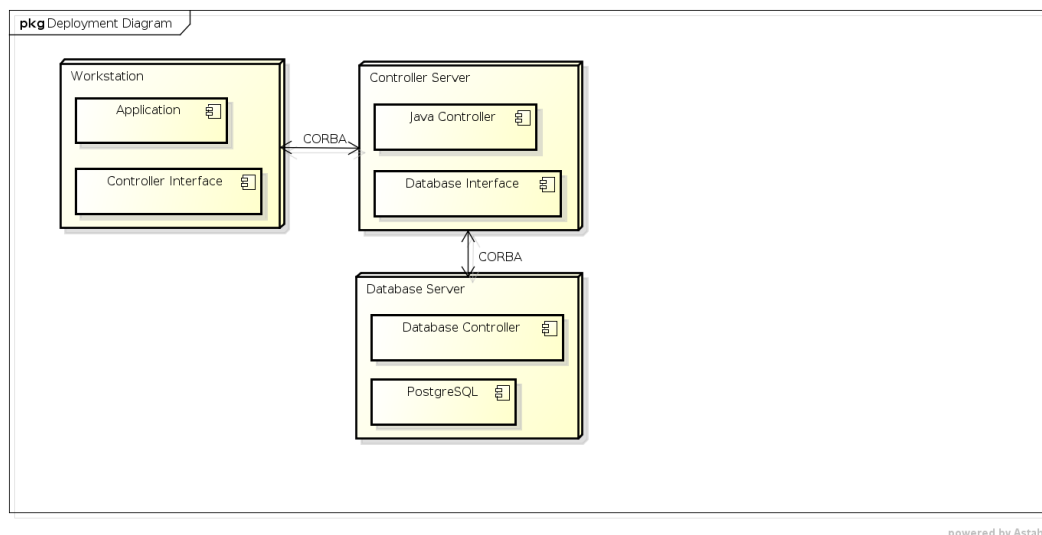 pkg Deployment Diagram
Workstation
Application
Controller Interface
CORBA
Controller Server
Java Controller
Database Interface
CORBA
Database Server
Database Controller
PostgreSQL
powered by Astah